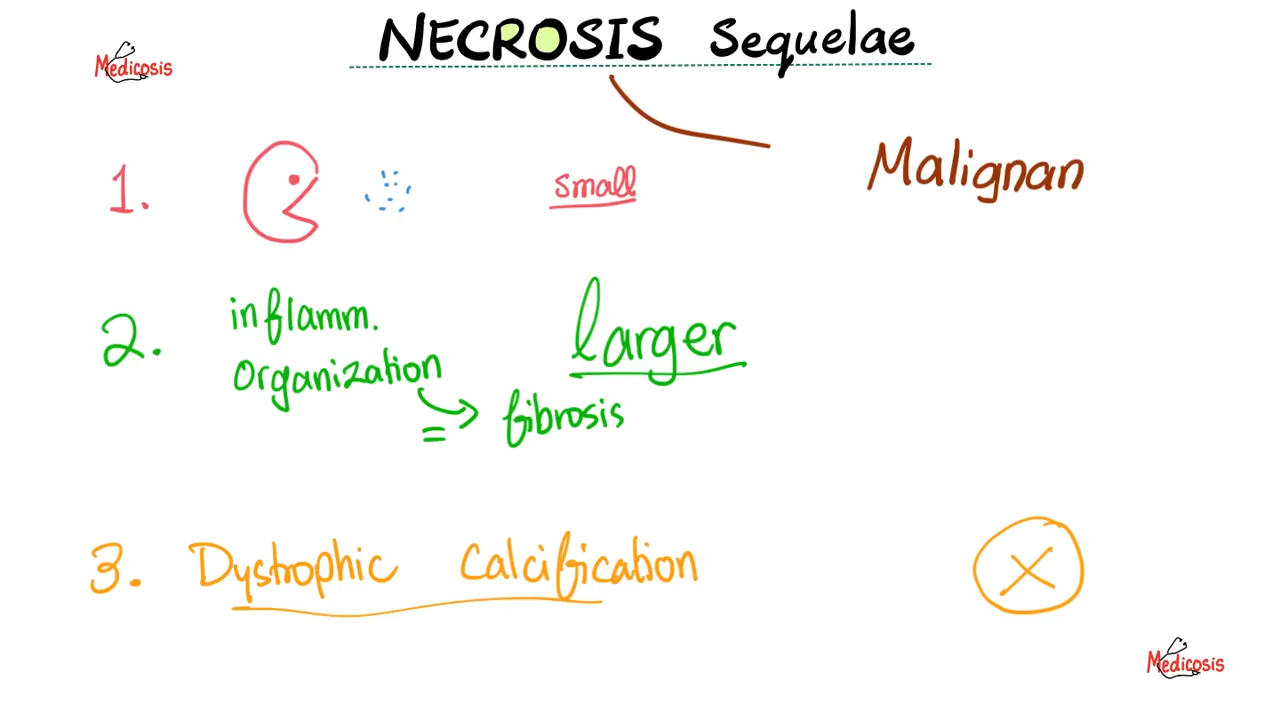 NECROSIS Sequelae
Medicosis
Malignan
1. small
2. inflamm. larger
organization
= fibrosis
3. Dystrophic Calcification X
Medicosis